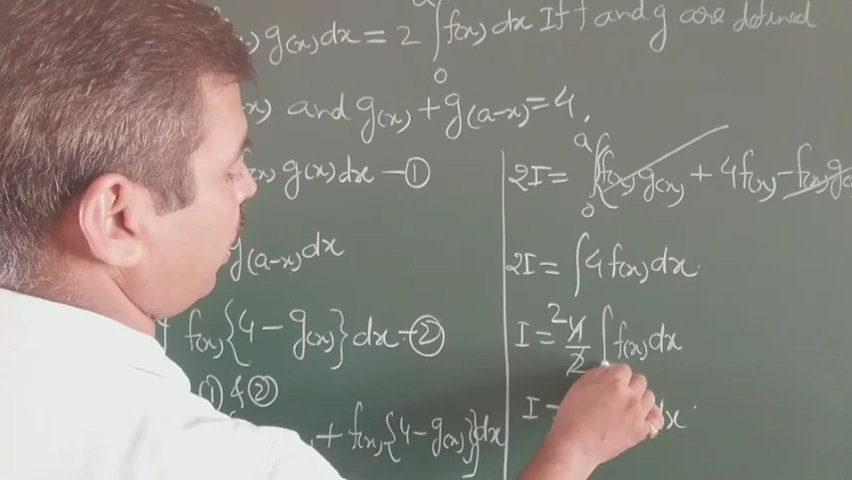 g(x) dx = 2 ∫₀ᵃ f(x) dx If f and g are defined
and g(x) + g(a-x) = 4.
g(x) dx - ①
g(a-x) dx
f(x) {4 - g(x)} dx - ②
① & ②
+ f(x) {4 - g(x)} dx
2I = ∫₀ᵃ f(x) g(x) + 4f(x) - f(x) g
2I = ∫ 4 f(x) dx.
I = 2 4/2 ∫ f(x) dx
I = dx.